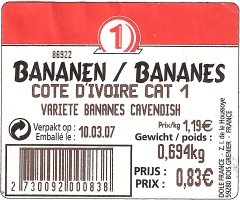 1
86922
BANANEN / BANANES
COTE D'IVOIRE CAT 1
VARIETE BANANES CAVENDISH
Verpakt op :
Emballé le : 10.03.07
Prix/kg 1,19€
Gewicht / poids :
0,694kg
PRIJS :
PRIX : 0,83€
2 730092 000838
DOLE FRANCE - Z. I. de la Houssoye
59280 BOIS GRENIER - FRANCE